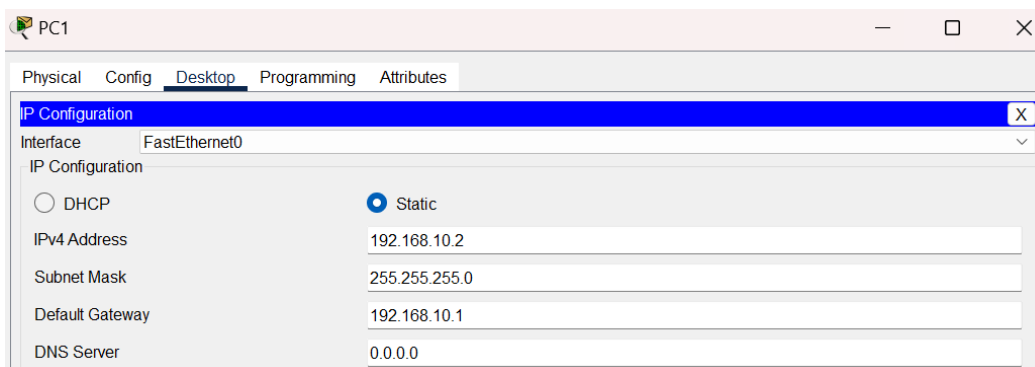 PC1
Physical Config Desktop Programming Attributes
IP Configuration X
Interface FastEthernet0
IP Configuration
DHCP Static
IPv4 Address 192.168.10.2
Subnet Mask 255.255.255.0
Default Gateway 192.168.10.1
DNS Server 0.0.0.0